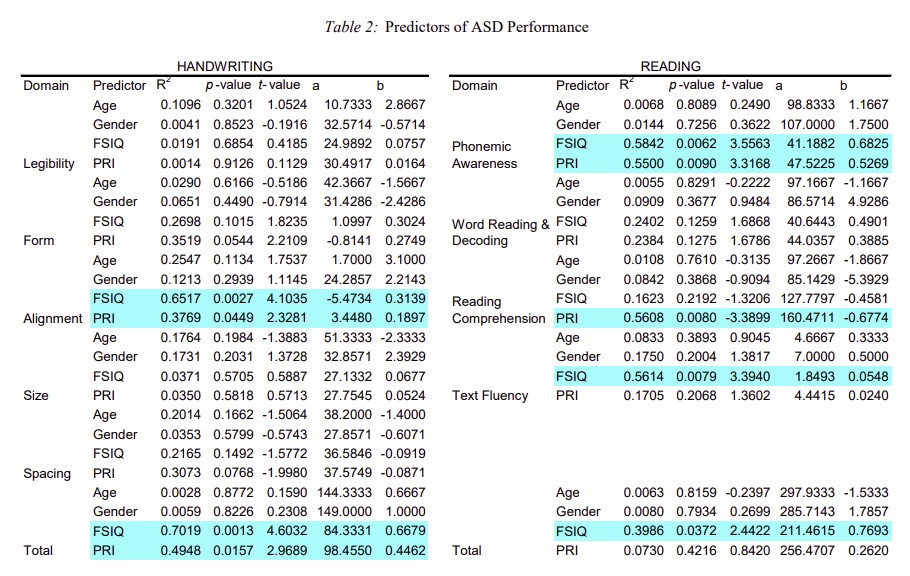 Table 2: Predictors of ASD Performance
HANDWRITING
Domain Predictor R2 p-value t-value a b
Age 0.1096 0.3201 1.0524 10.7333 2.8667
Gender 0.0041 0.8523 -0.1916 32.5714 -0.5714
FSIQ 0.0191 0.6854 0.4185 24.9892 0.0757
Legibility PRI 0.0014 0.9126 0.1129 30.4917 0.0164
Age 0.0290 0.6166 -0.5186 42.3667 -1.5667
Gender 0.0651 0.4490 -0.7914 31.4286 -2.4286
FSIQ 0.2698 0.1015 1.8235 1.0997 0.3024
Form PRI 0.3519 0.0544 2.2109 -0.8141 0.2749
Age 0.2547 0.1134 1.7537 1.7000 3.1000
Gender 0.1213 0.2939 1.1145 24.2857 2.2143
FSIQ 0.6517 0.0027 4.1035 -5.4734 0.3139
Alignment PRI 0.3769 0.0449 2.3281 3.4480 0.1897
Age 0.1764 0.1984 -1.3883 51.3333 -2.3333
Gender 0.1731 0.2031 1.3728 32.8571 2.3929
FSIQ 0.0371 0.5705 0.5887 27.1332 0.0677
Size PRI 0.0350 0.5818 0.5713 27.7545 0.0524
Age 0.2014 0.1662 -1.5064 38.2000 -1.4000
Gender 0.0353 0.5799 -0.5743 27.8571 -0.6071
FSIQ 0.2165 0.1492 -1.5772 36.5846 -0.0919
Spacing PRI 0.3073 0.0768 -1.9980 37.5749 -0.0871
Age 0.0028 0.8772 0.1590 144.3333 0.6667
Gender 0.0059 0.8226 0.2308 149.0000 1.0000
FSIQ 0.7019 0.0013 4.6032 84.3331 0.6679
Total PRI 0.4948 0.0157 2.9689 98.4550 0.4462
READING
Domain Predictor R2 p-value t-value a b
Age 0.0068 0.8089 0.2490 98.8333 1.1667
Gender 0.0144 0.7256 0.3622 107.0000 1.7500
Phonemic FSIQ 0.5842 0.0062 3.5563 41.1882 0.6825
Awareness PRI 0.5500 0.0090 3.3168 47.5225 0.5269
Age 0.0055 0.8291 -0.2222 97.1667 -1.1667
Gender 0.0909 0.3677 0.9484 86.5714 4.9286
Word Reading & FSIQ 0.2402 0.1259 1.6868 40.6443 0.4901
Decoding PRI 0.2384 0.1275 1.6786 44.0357 0.3885
Age 0.0108 0.7610 -0.3135 97.2667 -1.8667
Gender 0.0842 0.3868 -0.9094 85.1429 -5.3929
Reading FSIQ 0.1623 0.2192 -1.3206 127.7797 -0.4581
Comprehension PRI 0.5608 0.0080 -3.3899 160.4711 -0.6774
Age 0.0833 0.3893 0.9045 4.6667 0.3333
Gender 0.1750 0.2004 1.3817 7.0000 0.5000
FSIQ 0.5614 0.0079 3.3940 1.8493 0.0548
Text Fluency PRI 0.1705 0.2068 1.3602 4.4415 0.0240
Age 0.0063 0.8159 -0.2397 297.9333 -1.5333
Gender 0.0080 0.7934 0.2699 285.7143 1.7857
FSIQ 0.3986 0.0372 2.4422 211.4615 0.7693
Total PRI 0.0730 0.4216 0.8420 256.4707 0.2620